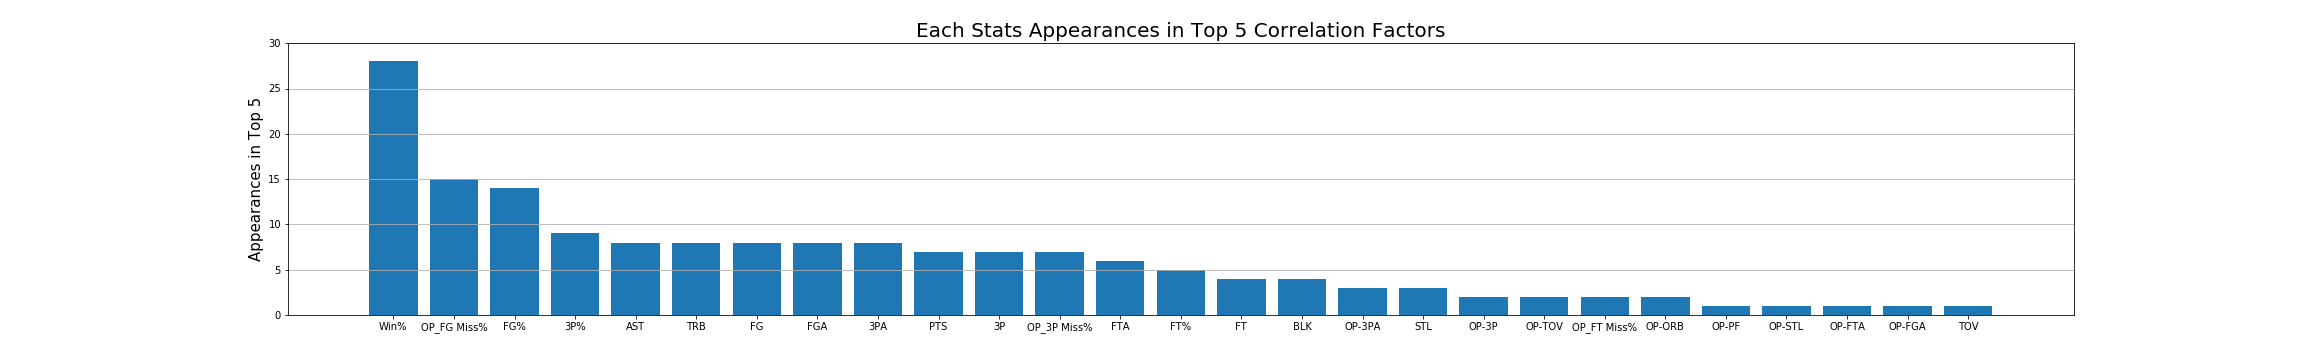 Each Stats Appearances in Top 5 Correlation Factors
Appearances in Top 5
30
25
20
15
10
5
0
Win% OP_FG Miss% FG% 3P% AST TRB FG FGA 3PA PTS 3P OP_3P Miss% FTA FT% FT BLK OP-3PA STL OP-3P OP-TOV OP_FT Miss% OP-ORB OP-PF OP-STL OP-FTA OP-FGA TOV